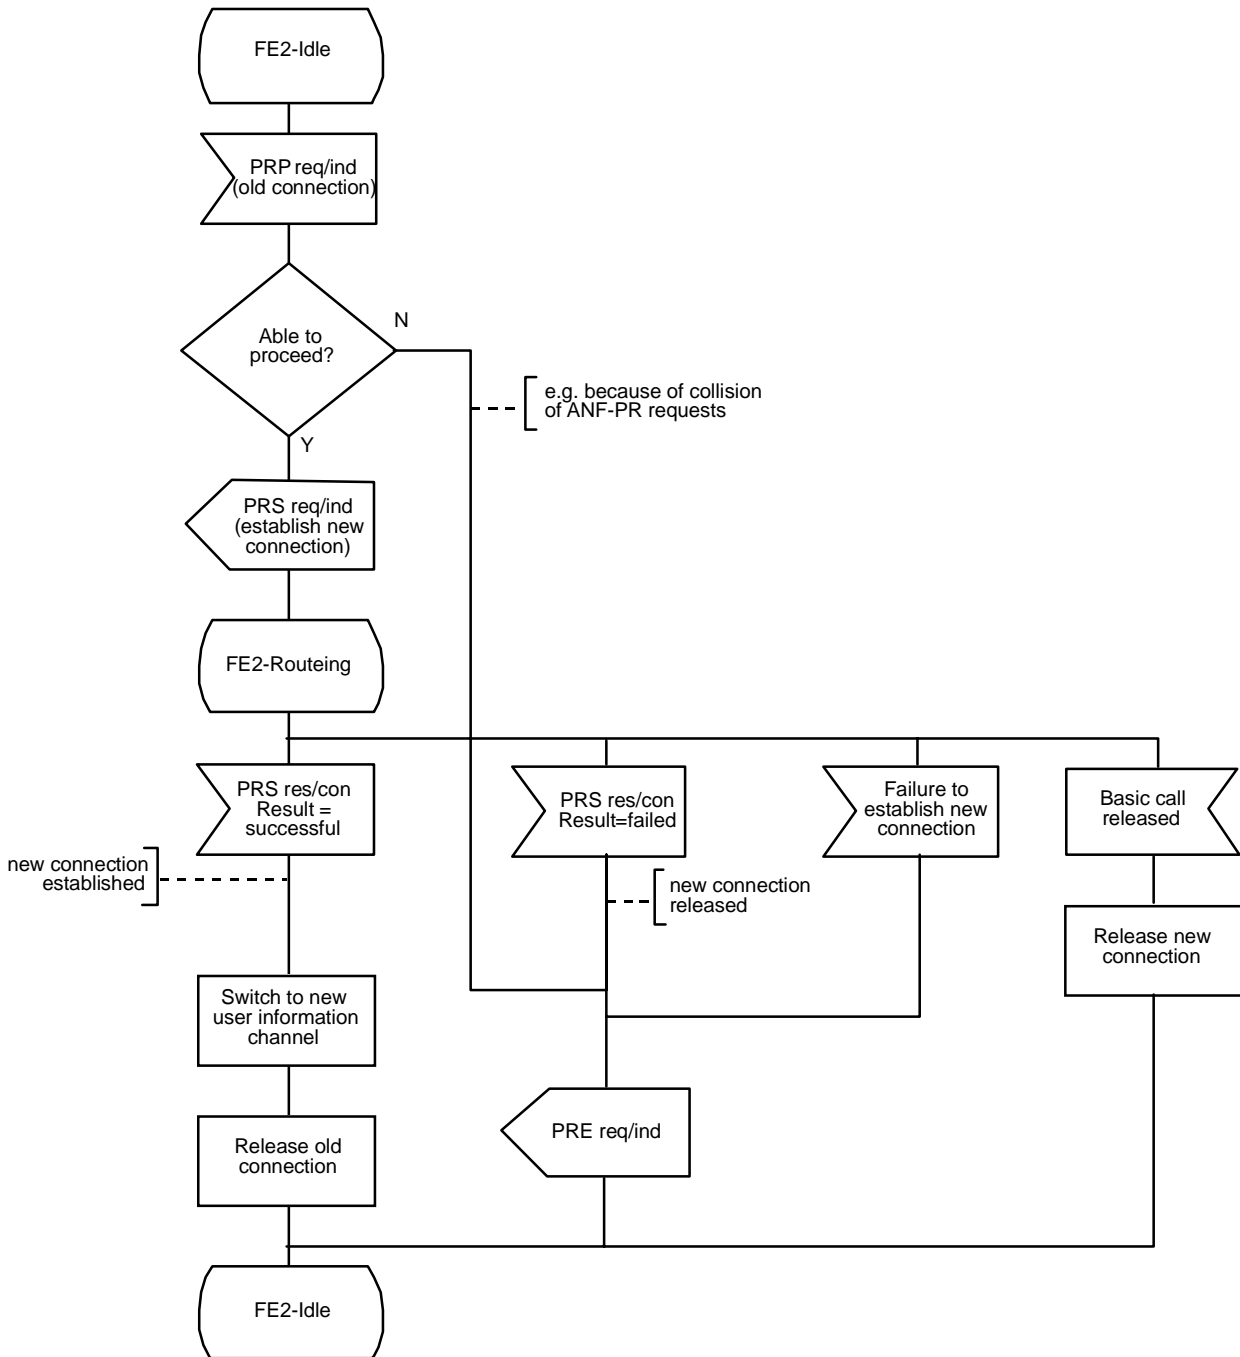 FE2-Idle
PRP req/ind
(old connection)
N
Able to
proceed?
e.g. because of collision
of ANF-PR requests
Y
PRS req/ind
(establish new
connection)
FE2-Routeing
PRS res/con
Result =
successful
PRS res/con
Result=failed
Failure to
establish new
connection
Basic call
released
new connection
established
new connection
released
Release new
connection
Switch to new
user information
channel
Release old
connection
PRE req/ind
FE2-Idle